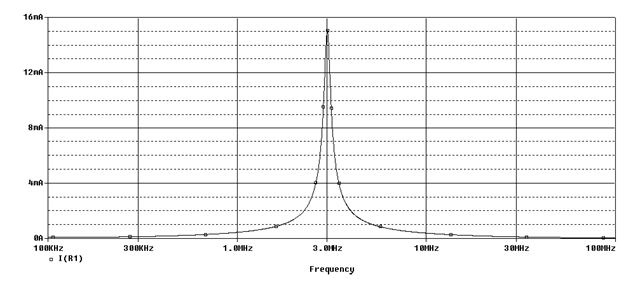 16mA
12mA
8mA
4mA
0A
100KHz 300KHz 1.0MHz 3.0MHz 10MHz 30MHz 100MHz
I(R1)
Frequency